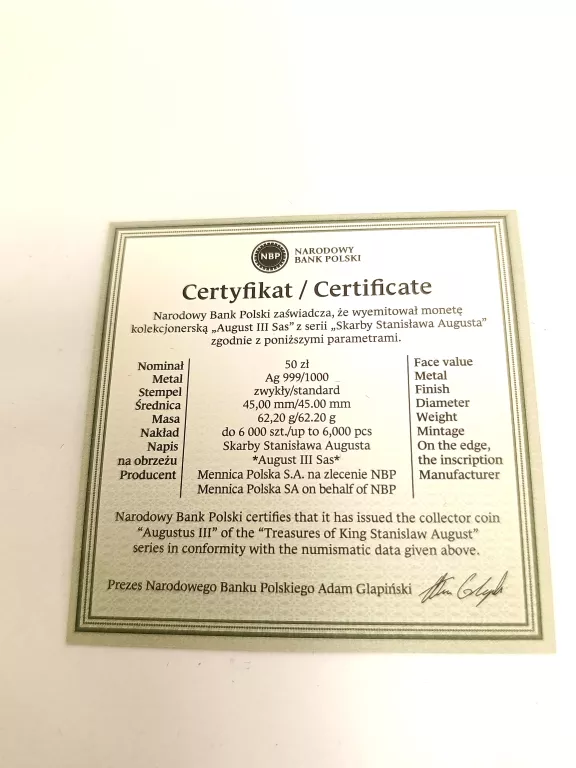 NBP
NARODOWY
BANK POLSKI
Certyfikat / Certificate
Narodowy Bank Polski zaświadcza, że wyemitował monetę
kolekcjonerską „August III Sas" z serii „Skarby Stanisława Augusta"
zgodnie z poniższymi parametrami.
Nominał 50 zł Face value
Metal Ag 999/1000 Metal
Stempel zwykły/standard Finish
Średnica 45,00 mm/45.00 mm Diameter
Masa 62,20 g/62.20 g Weight
Nakład do 6 000 szt./up to 6,000 pcs Mintage
Napis Skarby Stanisława Augusta On the edge,
na obrzeżu *August III Sas* the inscription
Producent Mennica Polska S.A. na zlecenie NBP Manufacturer
Mennica Polska SA on behalf of NBP
Narodowy Bank Polski certifies that it has issued the collector coin
“Augustus III” of the “Treasures of King Stanislaw August”
series in conformity with the numismatic data given above.
Prezes Narodowego Banku Polskiego Adam Glapiński